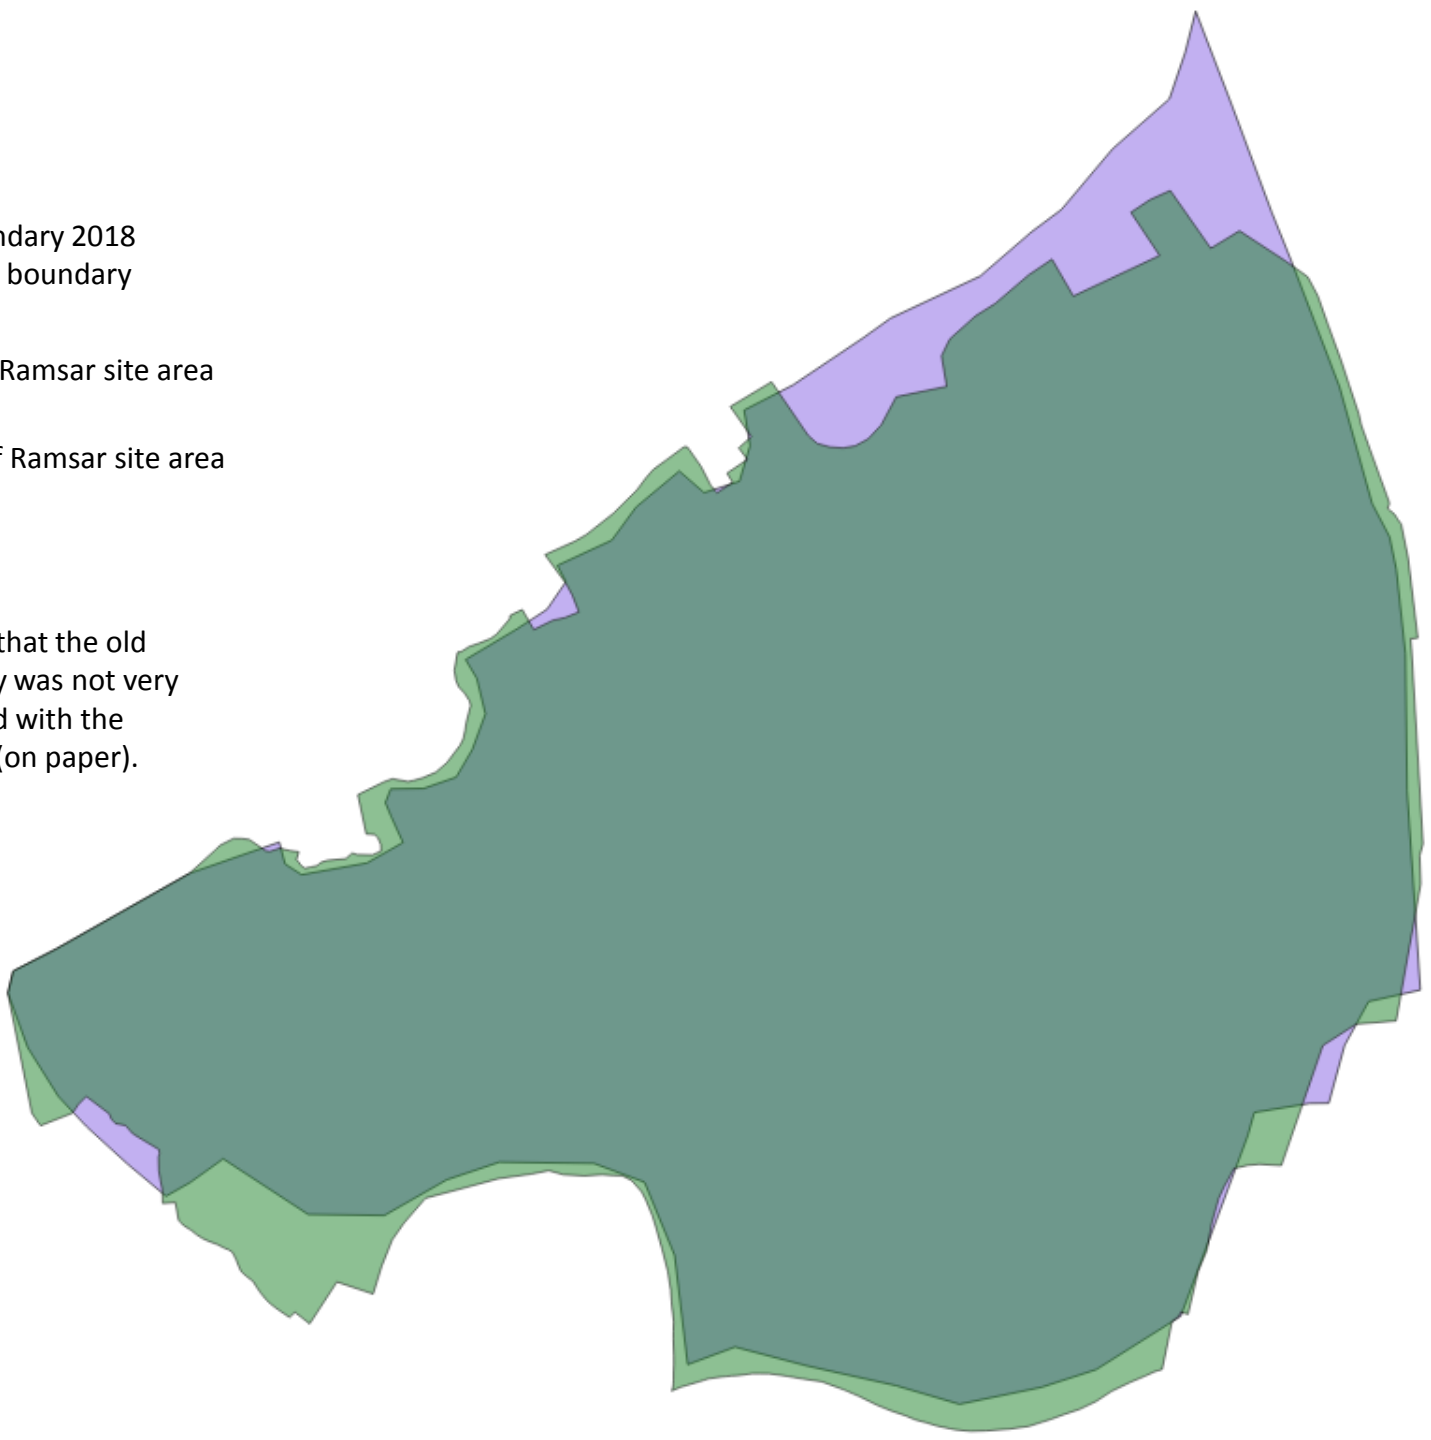 ndary 2018
boundary
Ramsar site area
f Ramsar site area
that the old
y was not very
d with the
(on paper).